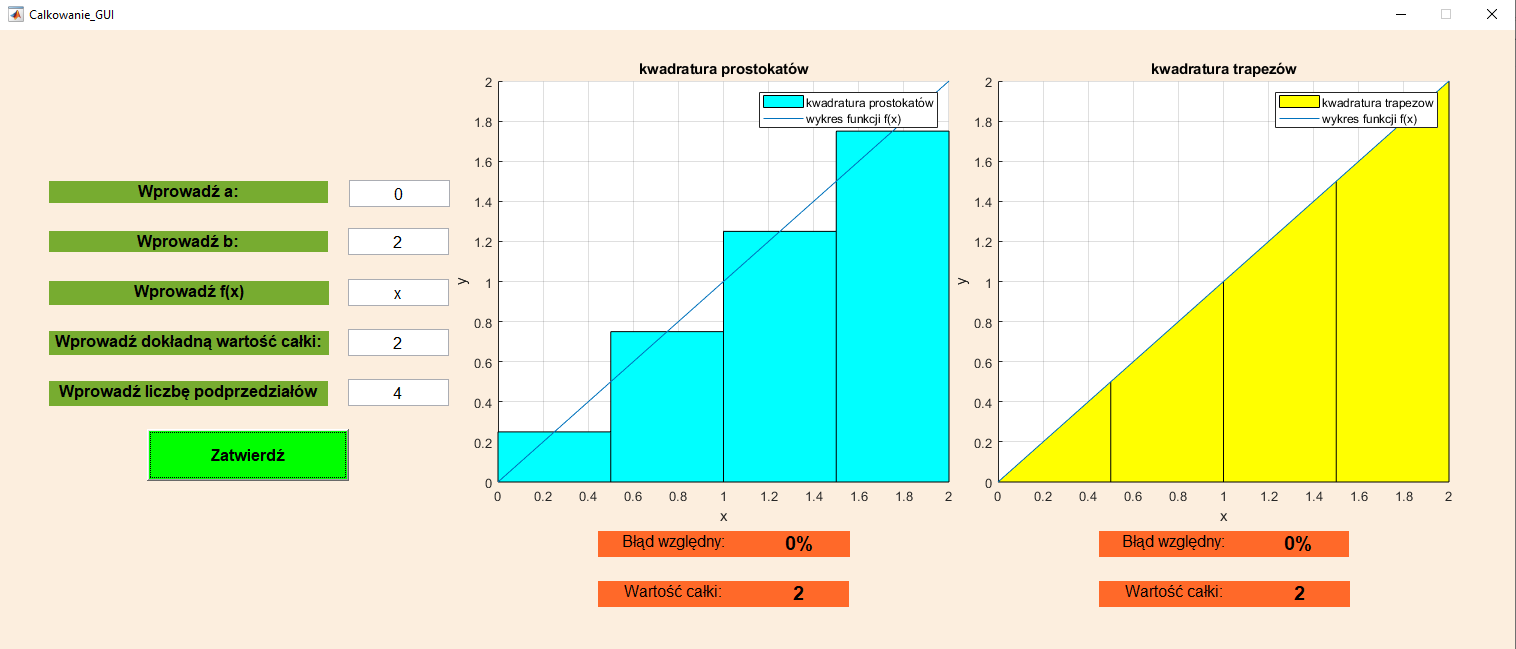 Calkowanie_GUI
Wprowadź a:
0
Wprowadź b:
2
Wprowadź f(x)
x
Wprowadź dokładną wartość całki:
2
Wprowadź liczbę podprzedziałów
4
Zatwierdź
kwadratura prostokatów
kwadratura prostokatów
wykres funkcji f(x)
2
1.8
1.6
1.4
1.2
1
0.8
0.6
0.4
0.2
0
y
0 0.2 0.4 0.6 0.8 1 1.2 1.4 1.6 1.8 2
x
Błąd względny: 0%
Wartość całki: 2
kwadratura trapezów
kwadratura trapezow
wykres funkcji f(x)
2
1.8
1.6
1.4
1.2
1
0.8
0.6
0.4
0.2
0
y
0 0.2 0.4 0.6 0.8 1 1.2 1.4 1.6 1.8 2
x
Błąd względny: 0%
Wartość całki: 2